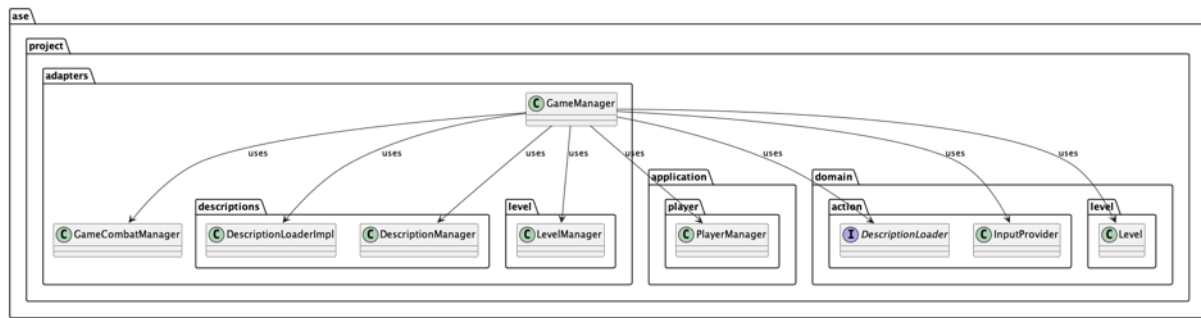 ase
project
adapters
C GameManager
uses uses uses uses uses uses uses uses
application domain
descriptions level player action level
C GameCombatManager C DescriptionLoaderImpl C DescriptionManager C LevelManager C PlayerManager I DescriptionLoader C InputProvider C Level